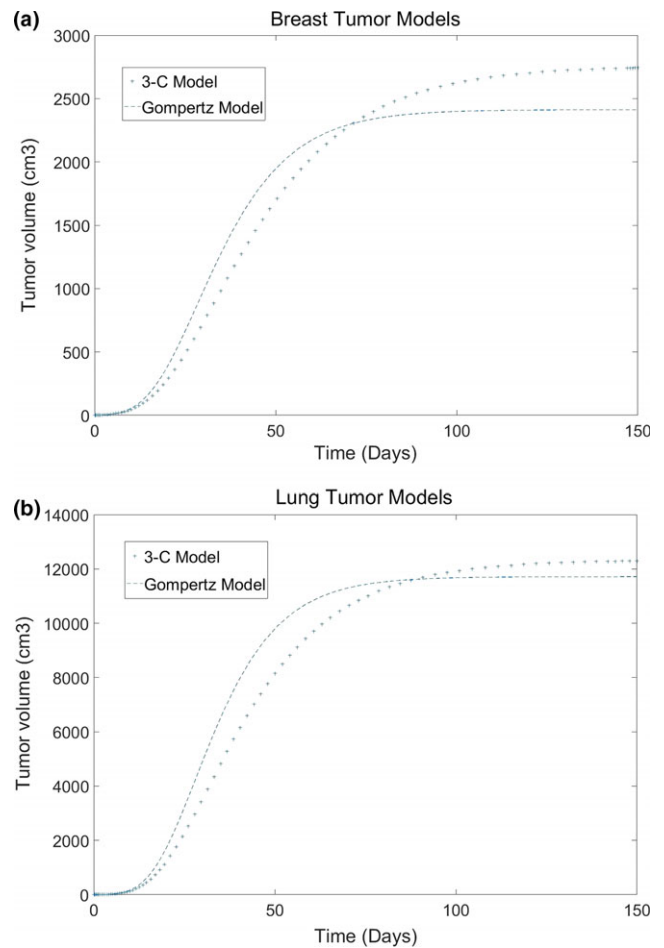 (a)
Breast Tumor Models
3000
2500
2000
1500
1000
500
0
Tumor volume (cm3)
3-C Model
Gompertz Model
0 50 100 150
Time (Days)
(b)
Lung Tumor Models
14000
12000
10000
8000
6000
4000
2000
0
Tumor volume (cm3)
3-C Model
Gompertz Model
0 50 100 150
Time (Days)